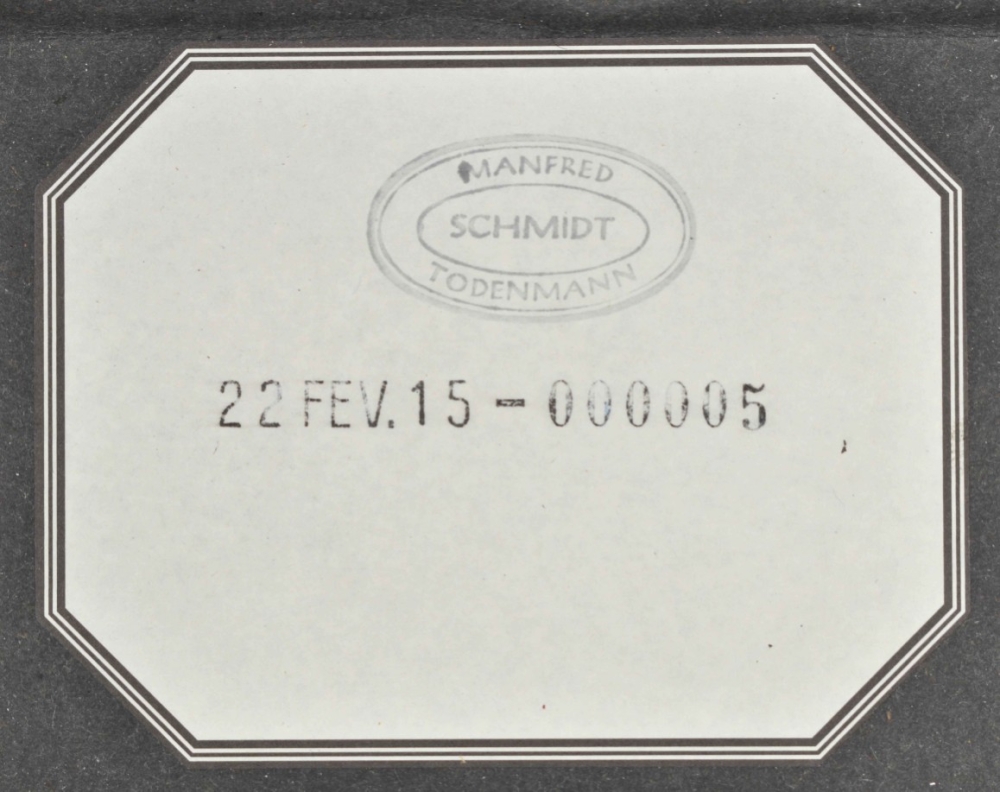 MANFRED
SCHMIDT
TODENMANN
22 FEV. 15 - 000005